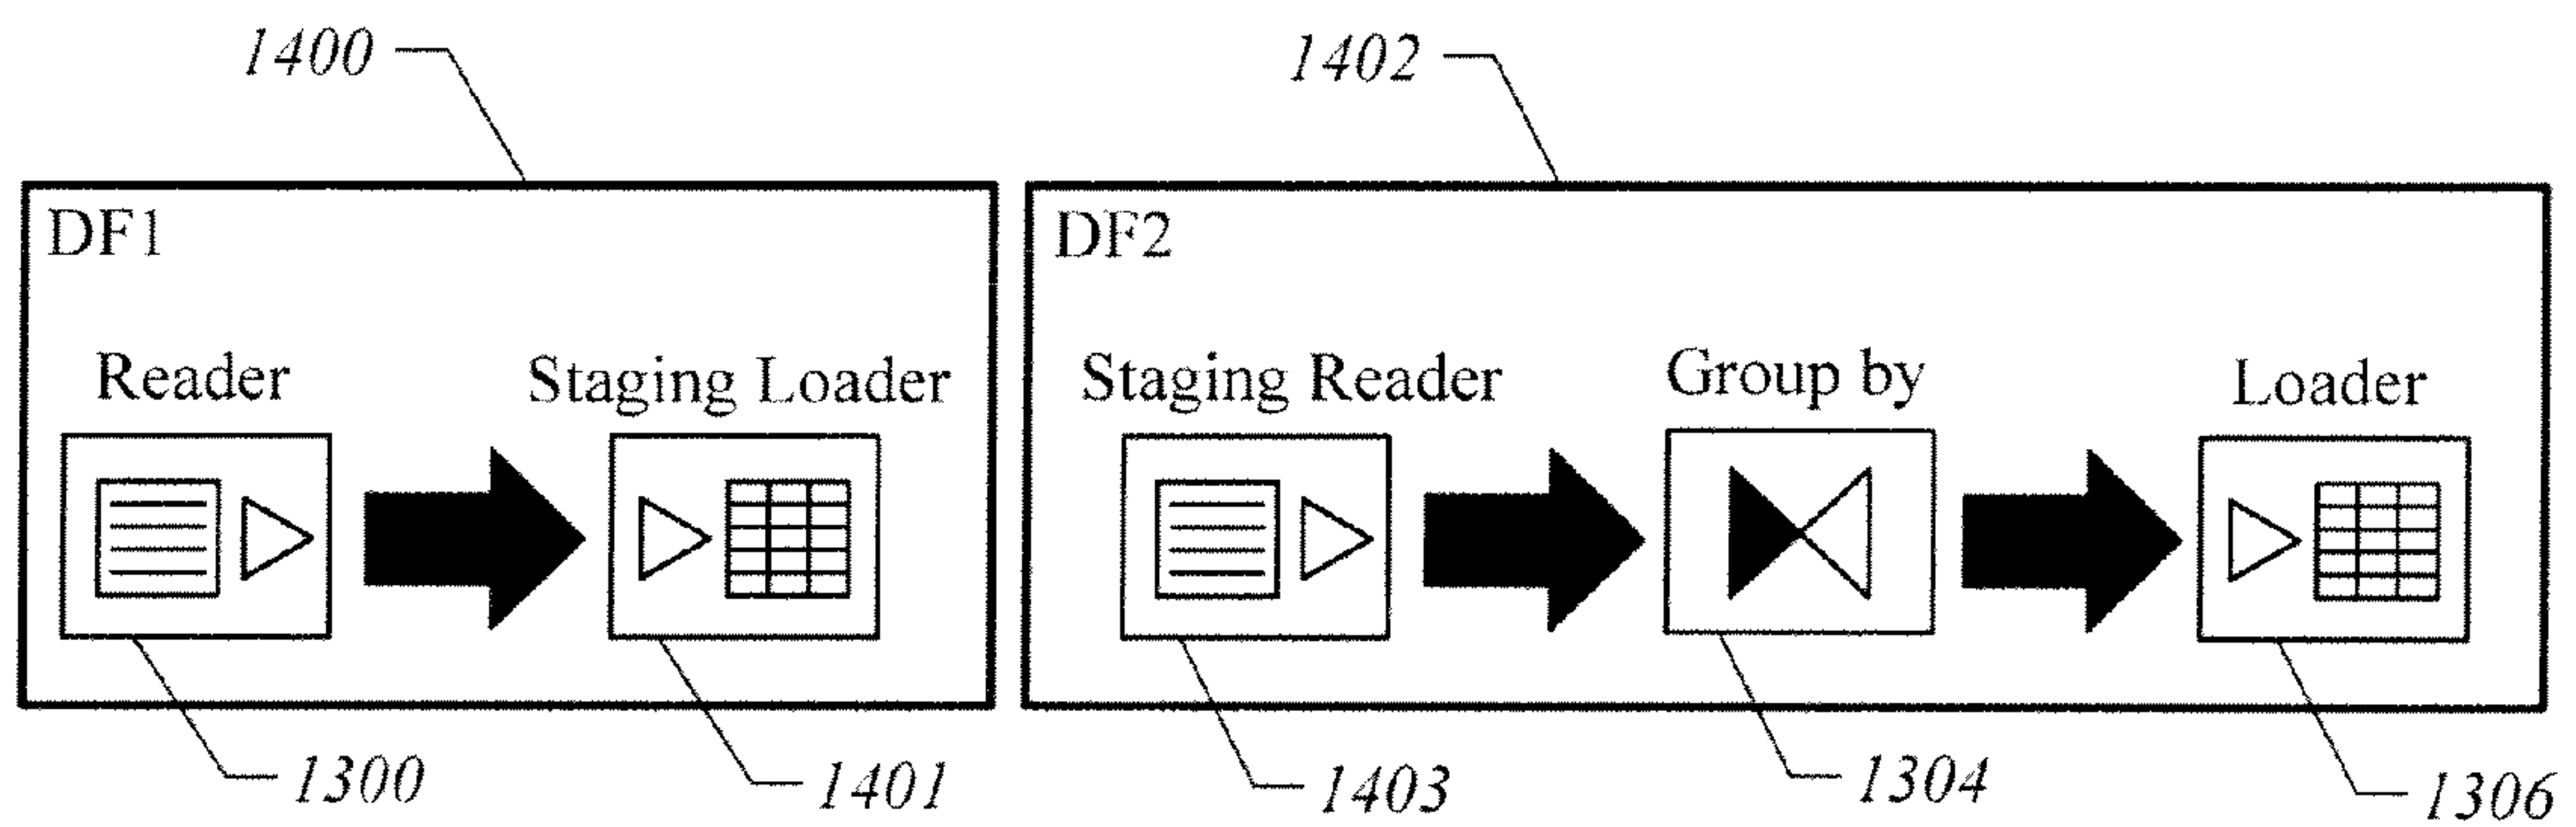 1400
1402
DF1
DF2
Reader
Staging Loader
Staging Reader
Group by
Loader
1300
1401
1403
1304
1306